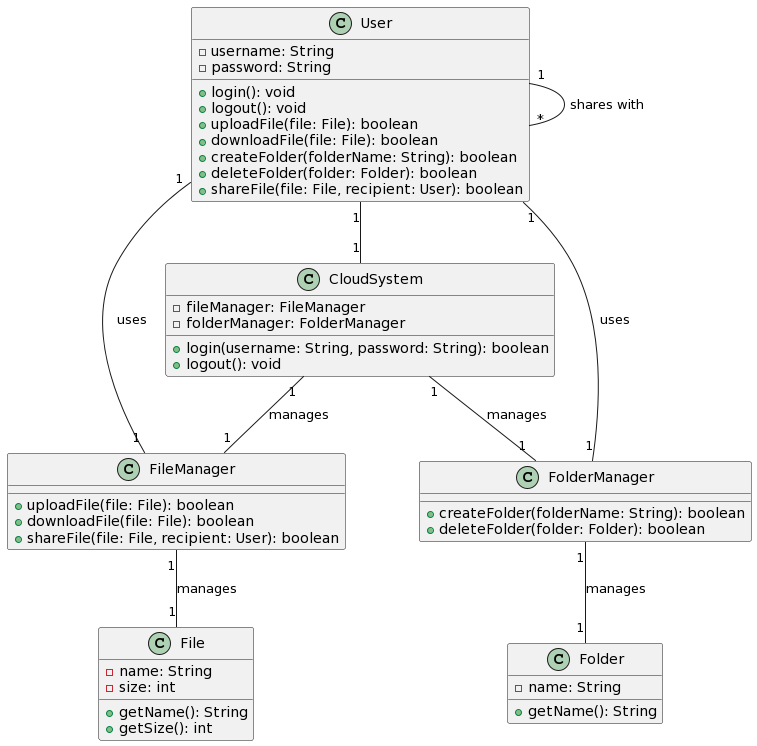 C User
username: String
password: String
login(): void
logout(): void
uploadFile(file: File): boolean
downloadFile(file: File): boolean
createFolder(folderName: String): boolean
deleteFolder(folder: Folder): boolean
shareFile(file: File, recipient: User): boolean
1
shares with
*
1
1
1
uses
1
1
uses
1
C CloudSystem
fileManager: FileManager
folderManager: FolderManager
login(username: String, password: String): boolean
logout(): void
1
manages
1
1
manages
1
C FileManager
uploadFile(file: File): boolean
downloadFile(file: File): boolean
shareFile(file: File, recipient: User): boolean
C FolderManager
createFolder(folderName: String): boolean
deleteFolder(folder: Folder): boolean
1
manages
1
1
manages
1
C File
name: String
size: int
getName(): String
getSize(): int
C Folder
name: String
getName(): String